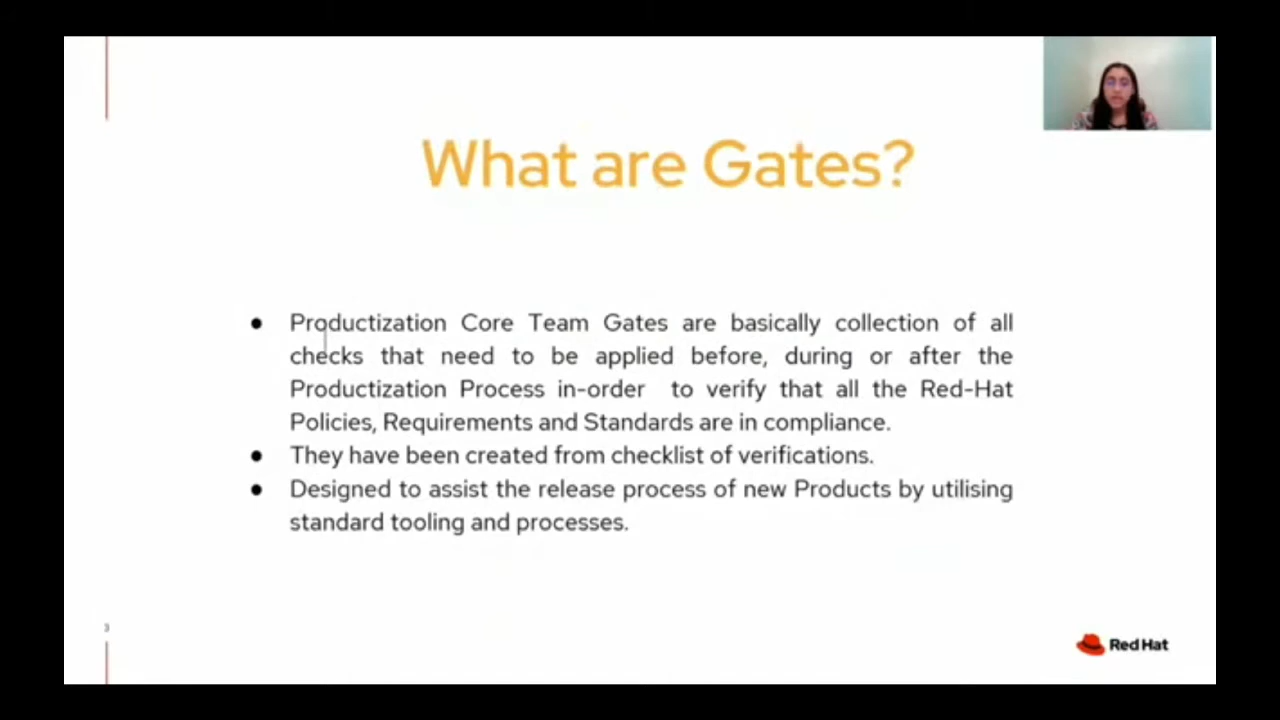 What are Gates?
● Productization Core Team Gates are basically collection of all
checks that need to be applied before, during or after the
Productization Process in-order to verify that all the Red-Hat
Policies, Requirements and Standards are in compliance.
● They have been created from checklist of verifications.
● Designed to assist the release process of new Products by utilising
standard tooling and processes.
3
Red Hat